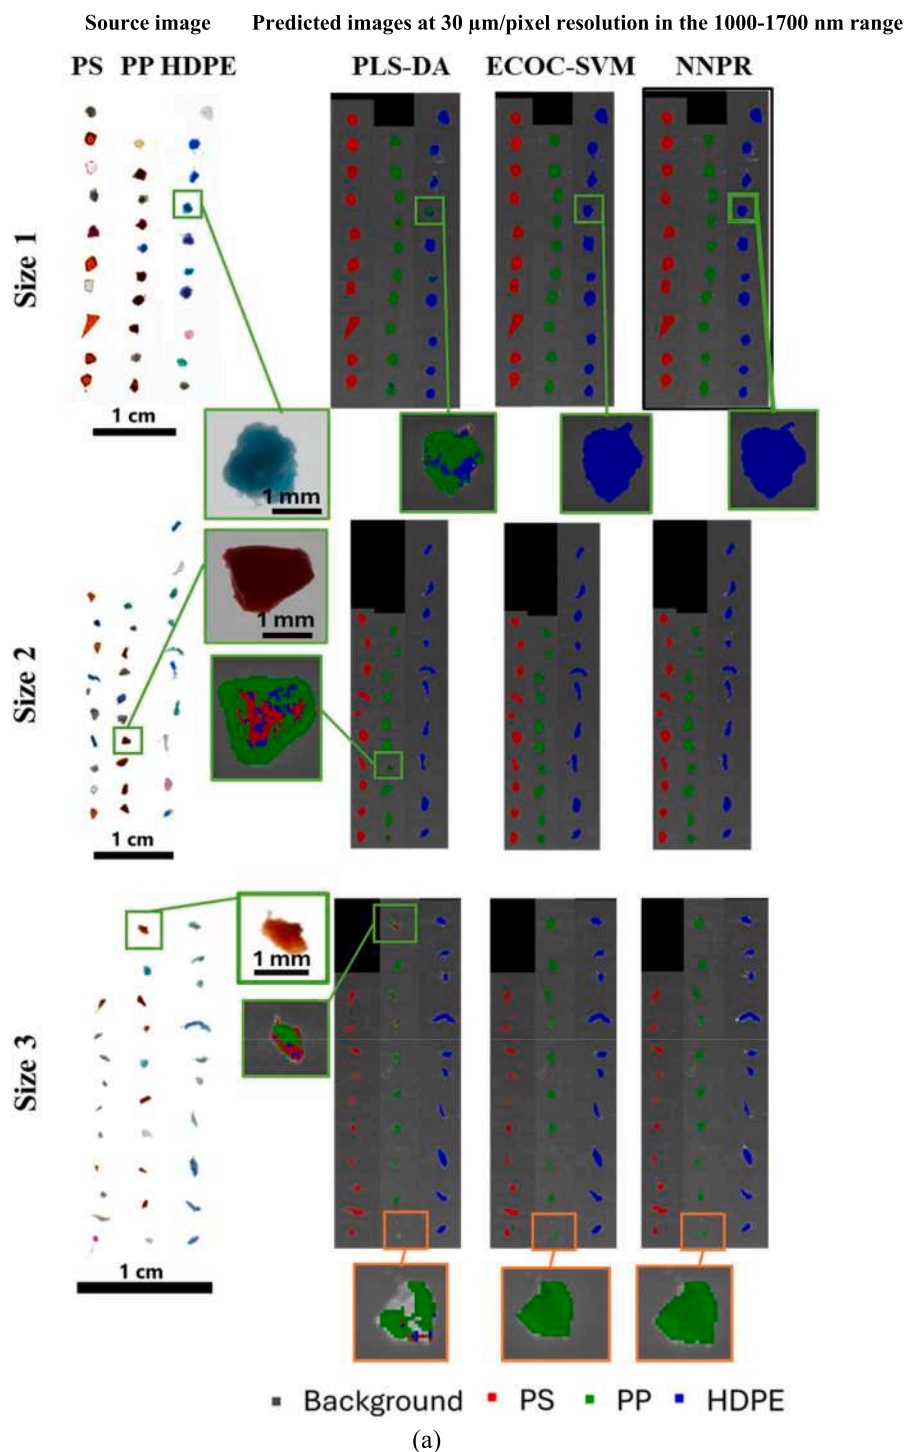 Source image Predicted images at 30 µm/pixel resolution in the 1000-1700 nm range
PS PP HDPE PLS-DA ECOC-SVM NNPR
Size 1
1 cm
1 mm
1 mm
Size 2
1 cm
1 mm
Size 3
1 cm
Background PS PP HDPE
(a)